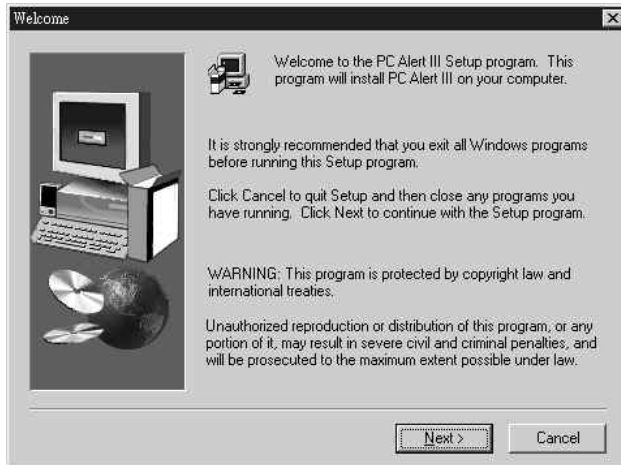 Welcome
Welcome to the PC Alert III Setup program. This
program will install PC Alert III on your computer.
It is strongly recommended that you exit all Windows programs
before running this Setup program.
Click Cancel to quit Setup and then close any programs you
have running. Click Next to continue with the Setup program.
WARNING: This program is protected by copyright law and
international treaties.
Unauthorized reproduction or distribution of this program, or any
portion of it, may result in severe civil and criminal penalties, and
will be prosecuted to the maximum extent possible under law.
Next >
Cancel